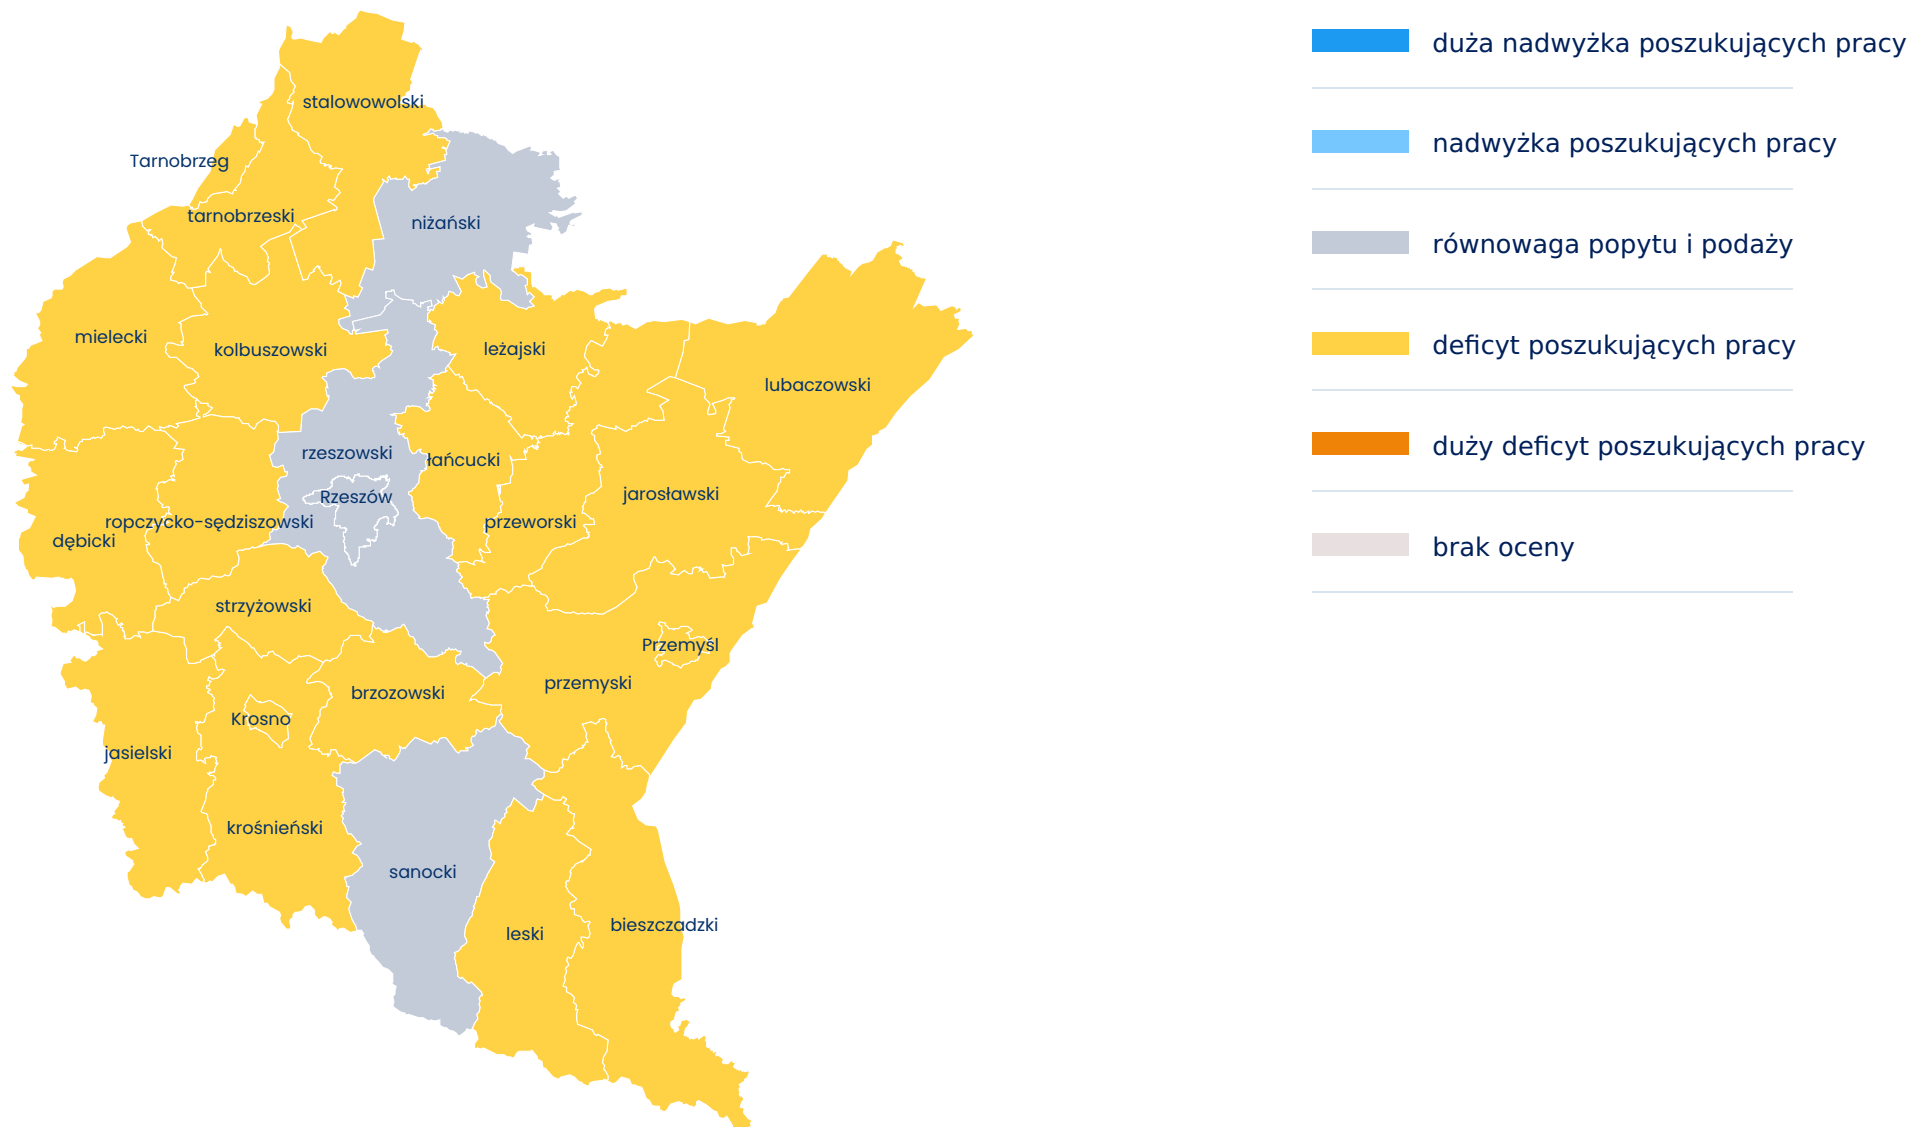 stalowowolski
Tarnobrzeg
tarnobrzeski
niżański
mielecki
kolbuszowski
leżajski
lubaczowski
rzeszowski
łańcucki
Rzeszów
jarosławski
ropczycko-sędziszowski
przeworski
dębicki
strzyżowski
Przemyśl
przemyski
brzozowski
Krosno
jasielski
krośnieński
sanocki
bieszczadzki
leski
duża nadwyżka poszukujących pracy
nadwyżka poszukujących pracy
równowaga popytu i podaży
deficyt poszukujących pracy
duży deficyt poszukujących pracy
brak oceny